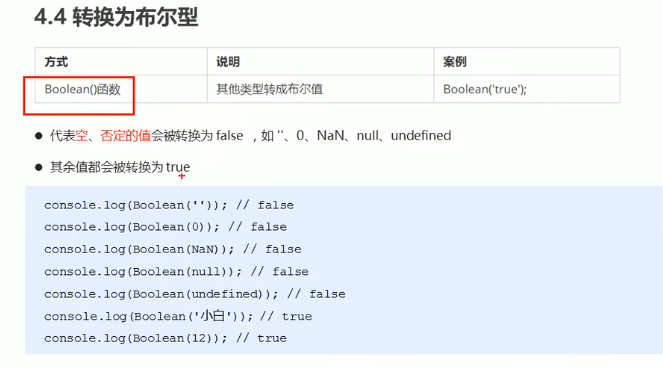 4.4 转换为布尔型
方式 说明 案例
Boolean()函数 其他类型转成布尔值 Boolean('true');
● 代表空、否定的值会被转换为 false ，如 ''、0、NaN、null、undefined
● 其余值都会被转换为 true
console.log(Boolean('')); // false
console.log(Boolean(0)); // false
console.log(Boolean(NaN)); // false
console.log(Boolean(null)); // false
console.log(Boolean(undefined)); // false
console.log(Boolean('小白')); // true
console.log(Boolean(12)); // true